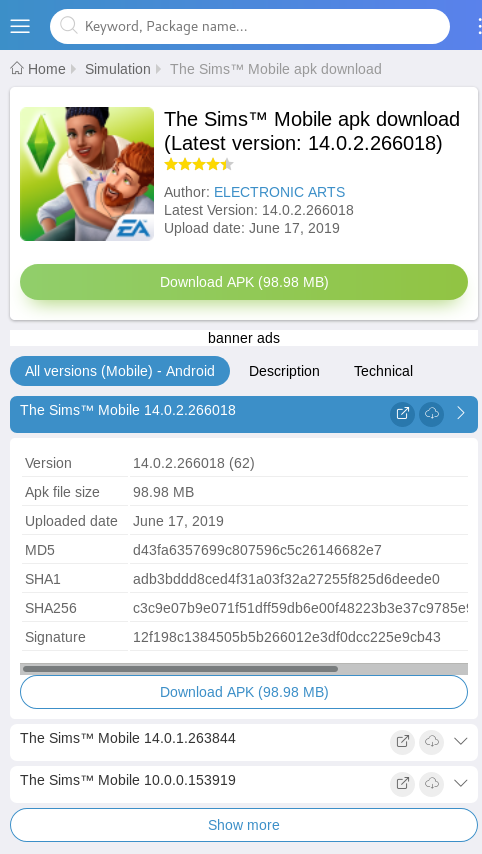 Keyword, Package name...
Home Simulation The Sims™ Mobile apk download
The Sims™ Mobile apk download
(Latest version: 14.0.2.266018)
EA
Author: ELECTRONIC ARTS
Latest Version: 14.0.2.266018
Upload date: June 17, 2019
Download APK (98.98 MB)
banner ads
All versions (Mobile) - Android Description Technical
The Sims™ Mobile 14.0.2.266018
Version 14.0.2.266018 (62)
Apk file size 98.98 MB
Uploaded date June 17, 2019
MD5 d43fa6357699c807596c5c26146682e7
SHA1 adb3bddd8ced4f31a03f32a27255f825d6deede0
SHA256 c3c9e07b9e071f51dff59db6e00f48223b3e37c9785e9
Signature 12f198c1384505b5b266012e3df0dcc225e9cb43
Download APK (98.98 MB)
The Sims™ Mobile 14.0.1.263844
The Sims™ Mobile 10.0.0.153919
Show more